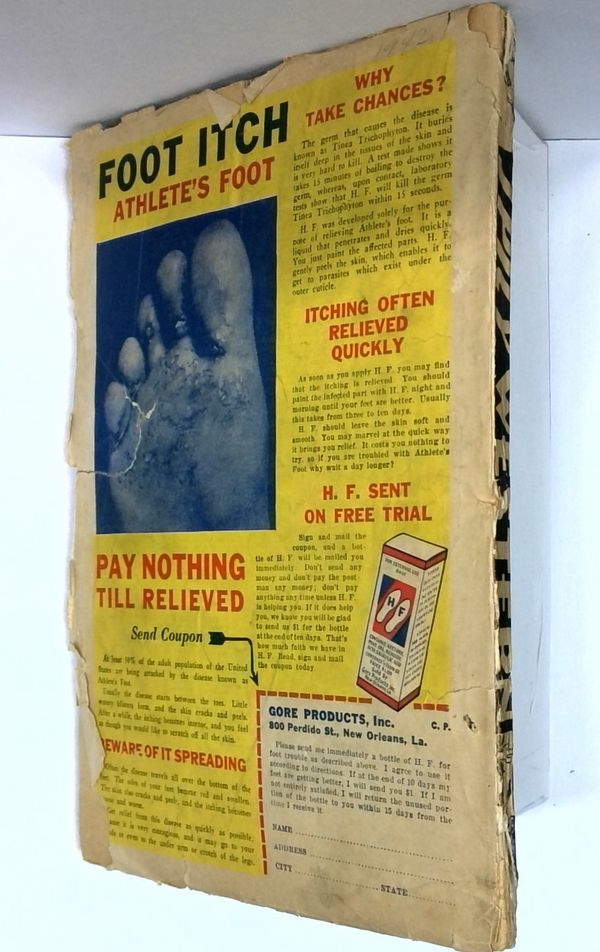 1942
FOOT ITCH
ATHLETE'S FOOT
PAY NOTHING
TILL RELIEVED
Send Coupon
At least 50% of the adult population of the United
States are being attacked by the disease known as
Athlete's Foot.
Usually the disease starts between the toes. Little
watery blisters form, and the skin cracks and peels.
After a while, the itching becomes intense, and you feel
as though you would like to scratch off all the skin.
BEWARE OF IT SPREADING
Often the disease travels all over the bottom of the
feet. The soles of your feet become red and swollen.
The skin also cracks and peels, and the itching becomes
worse and worse.
Get relief from this disease as quickly as possible,
it is very contagious, and it may go to your
or even to the under arm or crotch of the legs.
WHY
TAKE CHANCES?
The germ that causes the disease is
known as Tinea Trichophyton. It buries
itself deep in the tissues of the skin and
is very hard to kill. A test made shows it
takes 15 minutes of boiling to destroy the
germ, whereas, upon contact, laboratory
tests show that H. F. will kill the germ
Tinea Trichophyton within 15 seconds.
H. F. was developed solely for the pur-
pose of relieving Athlete's foot. It is a
liquid that penetrates and dries quickly.
You just paint the affected parts. H. F.
gently peels the skin, which enables it to
get to parasites which exist under the
outer cuticle.
ITCHING OFTEN
RELIEVED
QUICKLY
As soon as you apply H. F. you may find
that the itching is relieved. You should
paint the infected part with H. F. night and
morning until your feet are better. Usually
this takes from three to ten days.
H. F. should leave the skin soft and
smooth. You may marvel at the quick way
it brings you relief. It costs you nothing to
try, so if you are troubled with Athlete's
Foot why wait a day longer?
H. F. SENT
ON FREE TRIAL
Sign and mail the
coupon, and a bot-
tle of H. F. will be mailed you
immediately. Don't send any
money and don't pay the post-
man any money; don't pay
anything any time unless H. F.
is helping you. If it does help
you, we know you will be glad
to send us $1 for the bottle
at the end of ten days. That's
how much faith we have in
H. F. Read, sign and mail
the coupon today.
FOR EXTERNAL USE
ONLY
H F
Gore Products, Inc.
GORE PRODUCTS, Inc. C. P.
800 Perdido St., New Orleans, La.
Please send me immediately a bottle of H. F. for
foot trouble as described above. I agree to use it
according to directions. If at the end of 10 days my
feet are getting better, I will send you $1. If I am
not entirely satisfied, I will return the unused por-
tion of the bottle to you within 15 days from the
time I receive it.
NAME
ADDRESS
CITY STATE